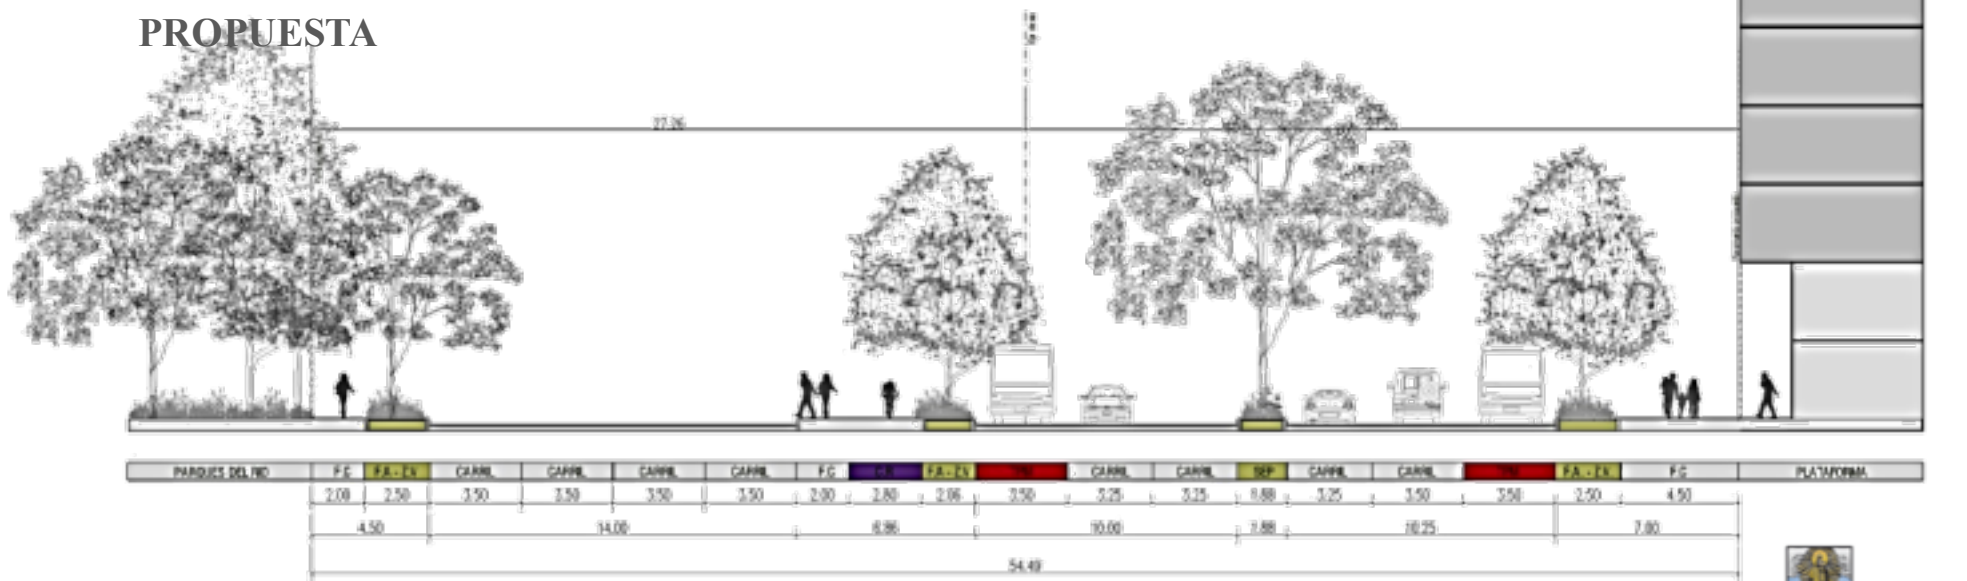 PROPUESTA
27.26
PARQUES DEL RIO F.C F.A - Z.V CARRIL CARRIL CARRIL CARRIL F.C F.A - Z.V CARRIL CARRIL SEP CARRIL CARRIL F.A. - Z.V F.C PLATAFORMA
2.00 2.50 3.50 3.50 3.50 3.50 2.00 2.80 2.06 3.50 3.25 3.25 1.88 3.25 3.50 3.50 2.50 4.50
4.50 14.00 6.86 10.00 1.88 10.25 7.00
54.49